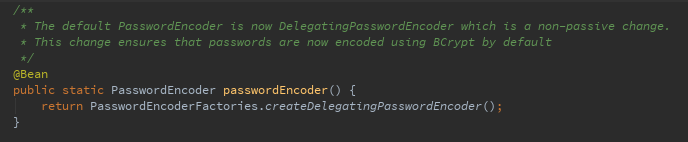 /**
* The default PasswordEncoder is now DelegatingPasswordEncoder which is a non-passive change.
* This change ensures that passwords are now encoded using BCrypt by default
*/
@Bean
public static PasswordEncoder passwordEncoder() {
return PasswordEncoderFactories.createDelegatingPasswordEncoder();
}